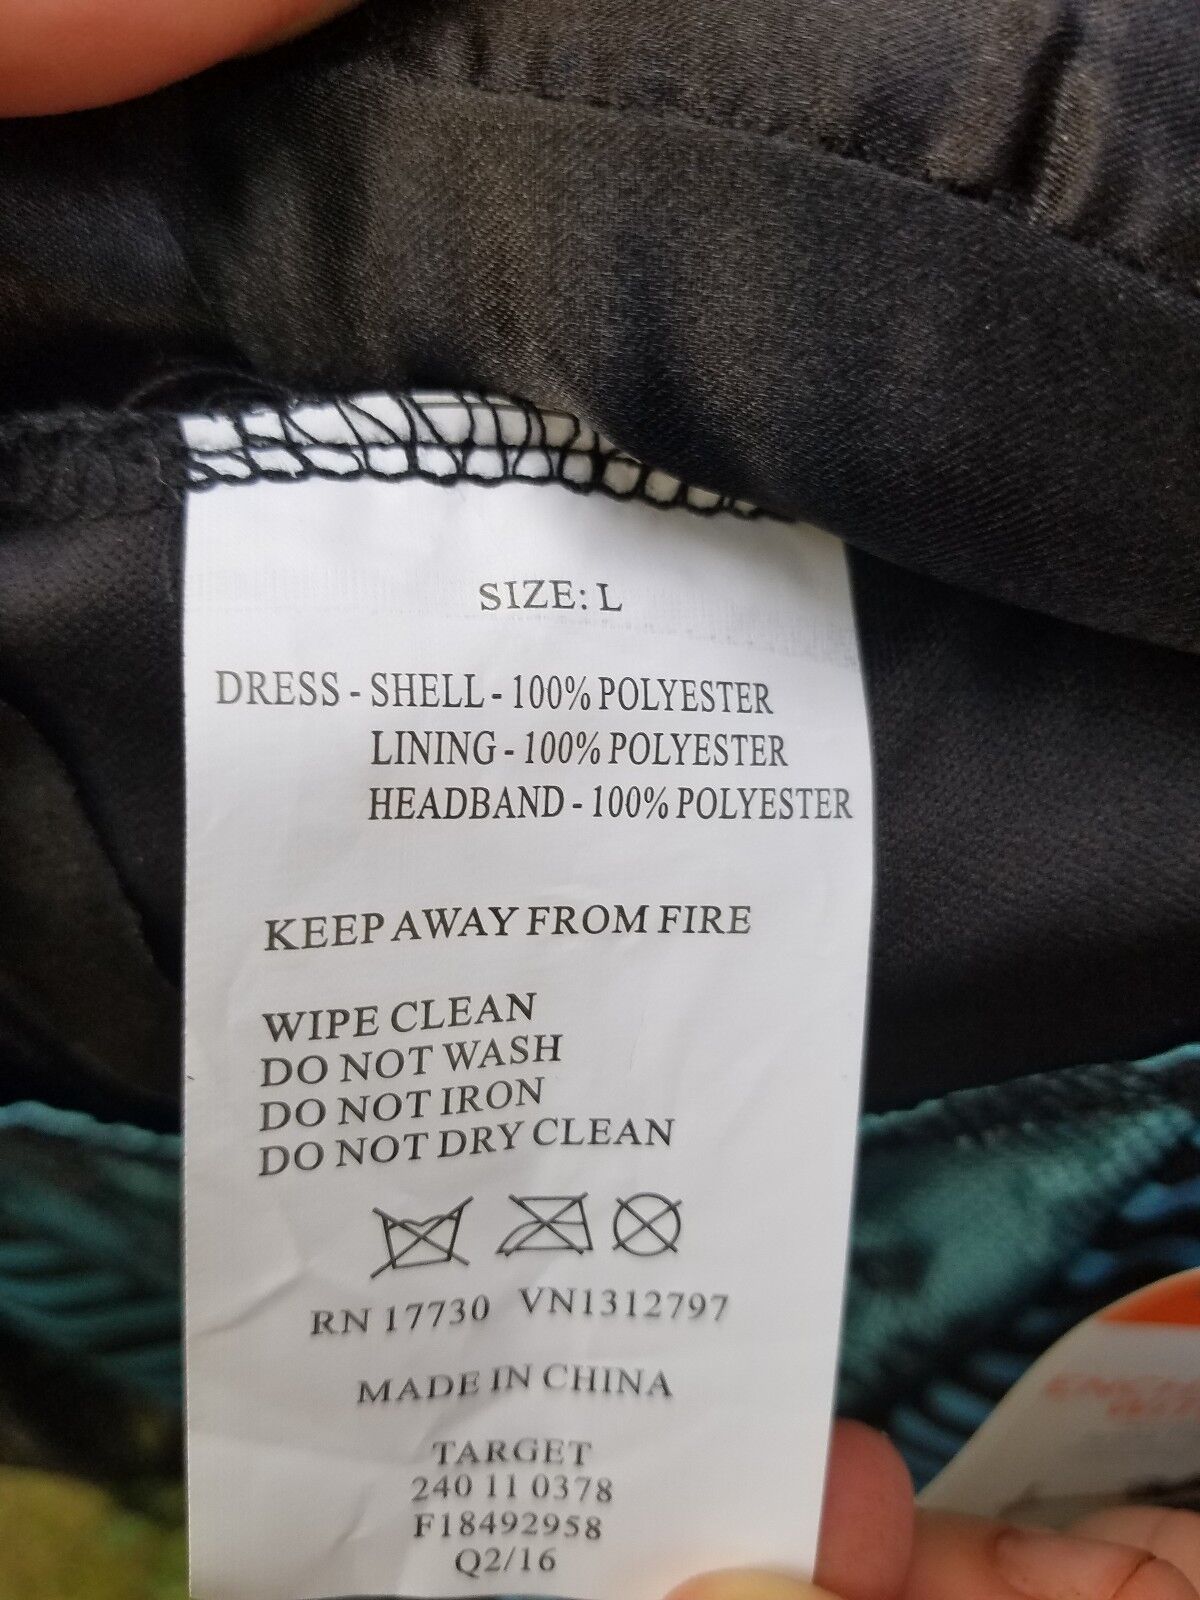 SIZE: L
DRESS - SHELL - 100% POLYESTER
LINING - 100% POLYESTER
HEADBAND - 100% POLYESTER
KEEP AWAY FROM FIRE
WIPE CLEAN
DO NOT WASH
DO NOT IRON
DO NOT DRY CLEAN
RN 17730 VN1312797
MADE IN CHINA
TARGET
240 11 0378
F18492958
Q2/16